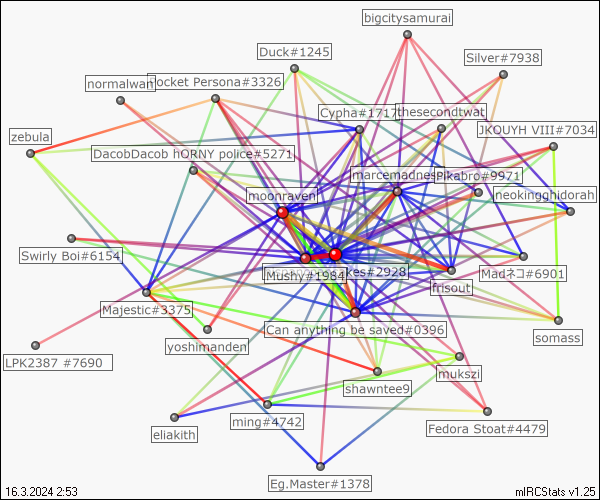 bigcitysamurai
Duck#1245
Silver#7938
normalwan
ocket Persona#3326
Cypha#1717
thesecondtwat
JKOUYH VIII#7034
zebula
DacobDacob hORNY police#5271
marcemadnes
Pikabro#9971
moonraven
neokingghidorah
Swirly Boi#6154
Mushy#1984
kes#2928
Madネコ#6901
frisout
Majestic#3375
Can anything be saved#0396
somass
yoshimanden
LPK2387 #7690
mukszi
shawntee9
ming#4742
Fedora Stoat#4479
eliakith
Eg.Master#1378
16.3.2024 2:53
mIRCStats v1.25